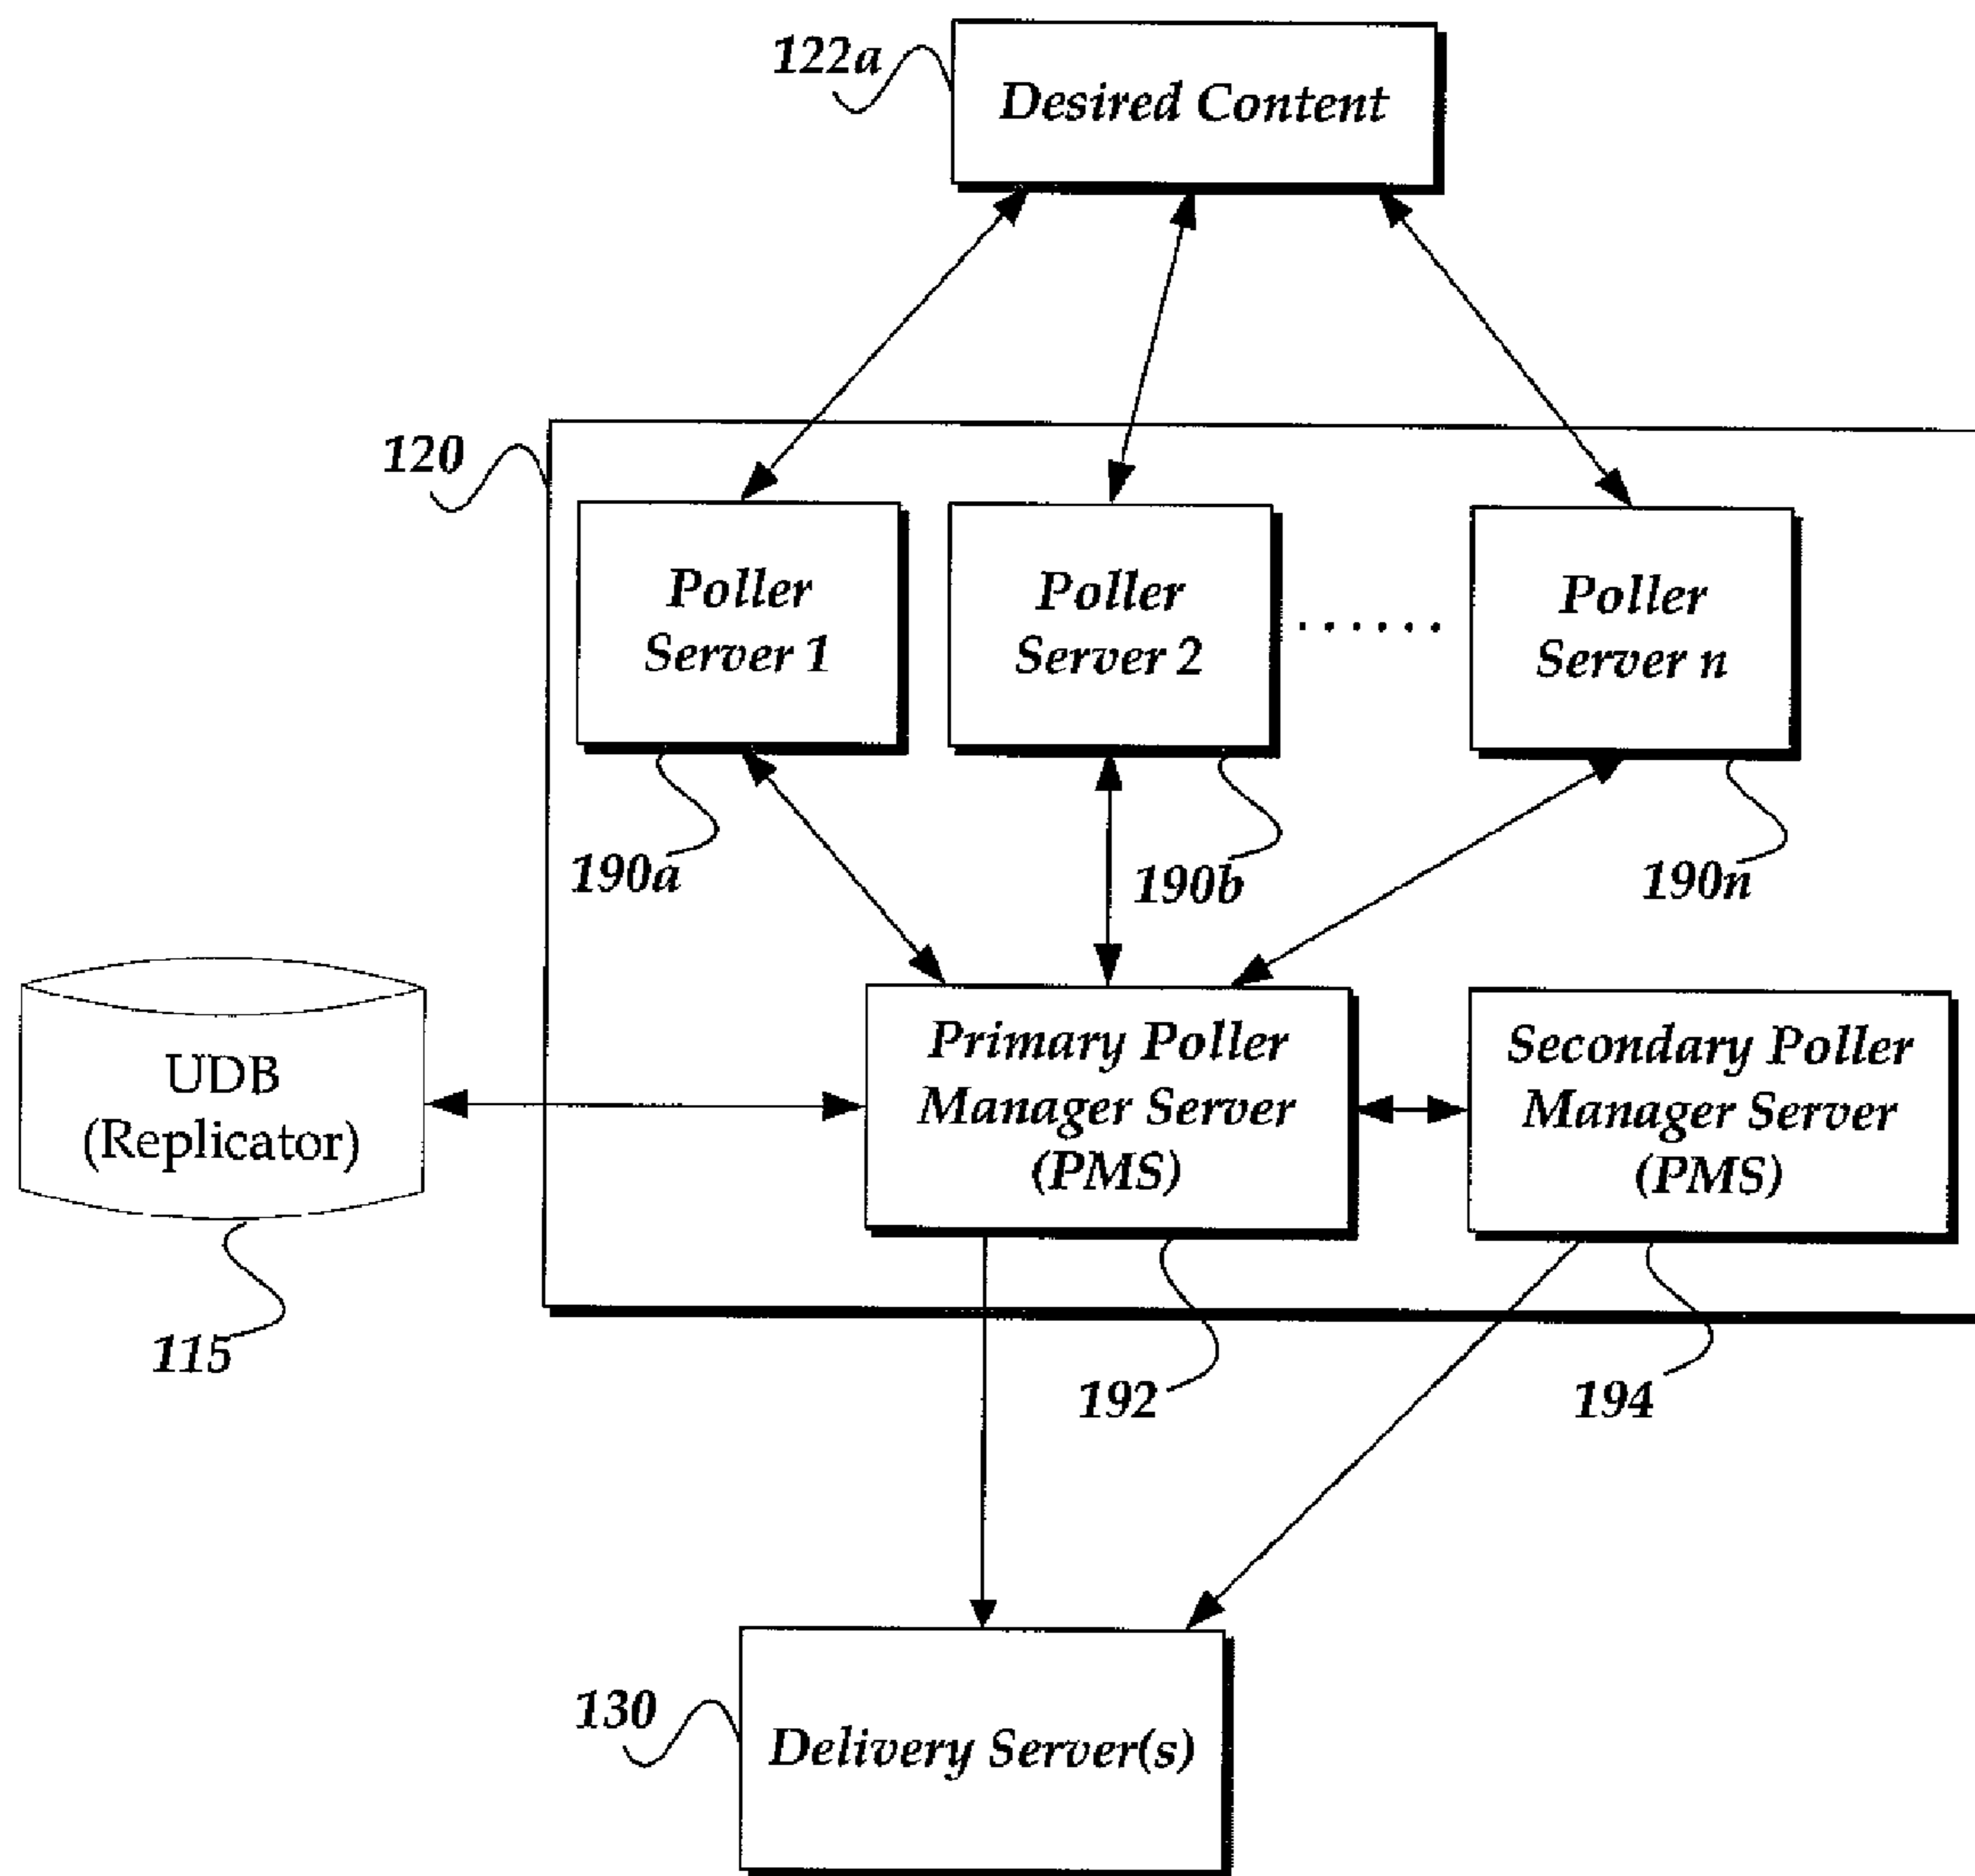 122a
Desired Content
120
Poller
Server 1
Poller
Server 2
Poller
Server n
190a
190b
190n
UDB
(Replicator)
Primary Poller
Manager Server
(PMS)
Secondary Poller
Manager Server
(PMS)
115
192
194
130
Delivery Server(s)